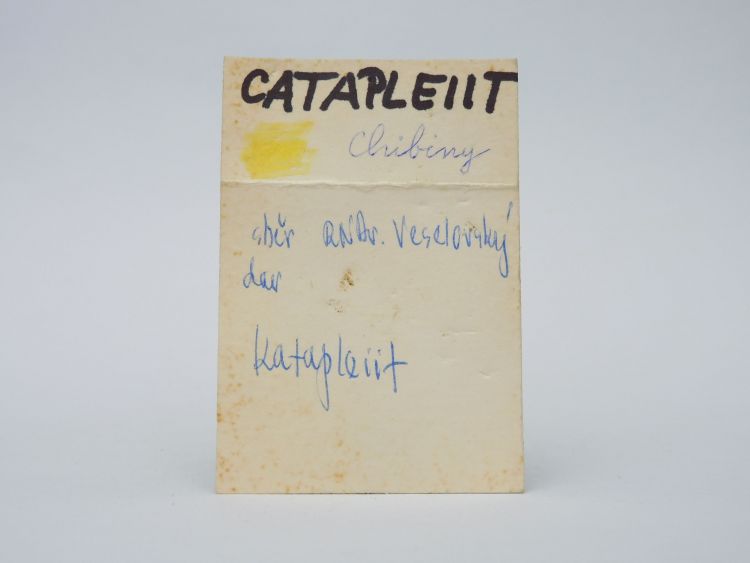 CATAPLEIIT
Chibiny
sběr RNDr. Veselovský
dar
Katapleiit